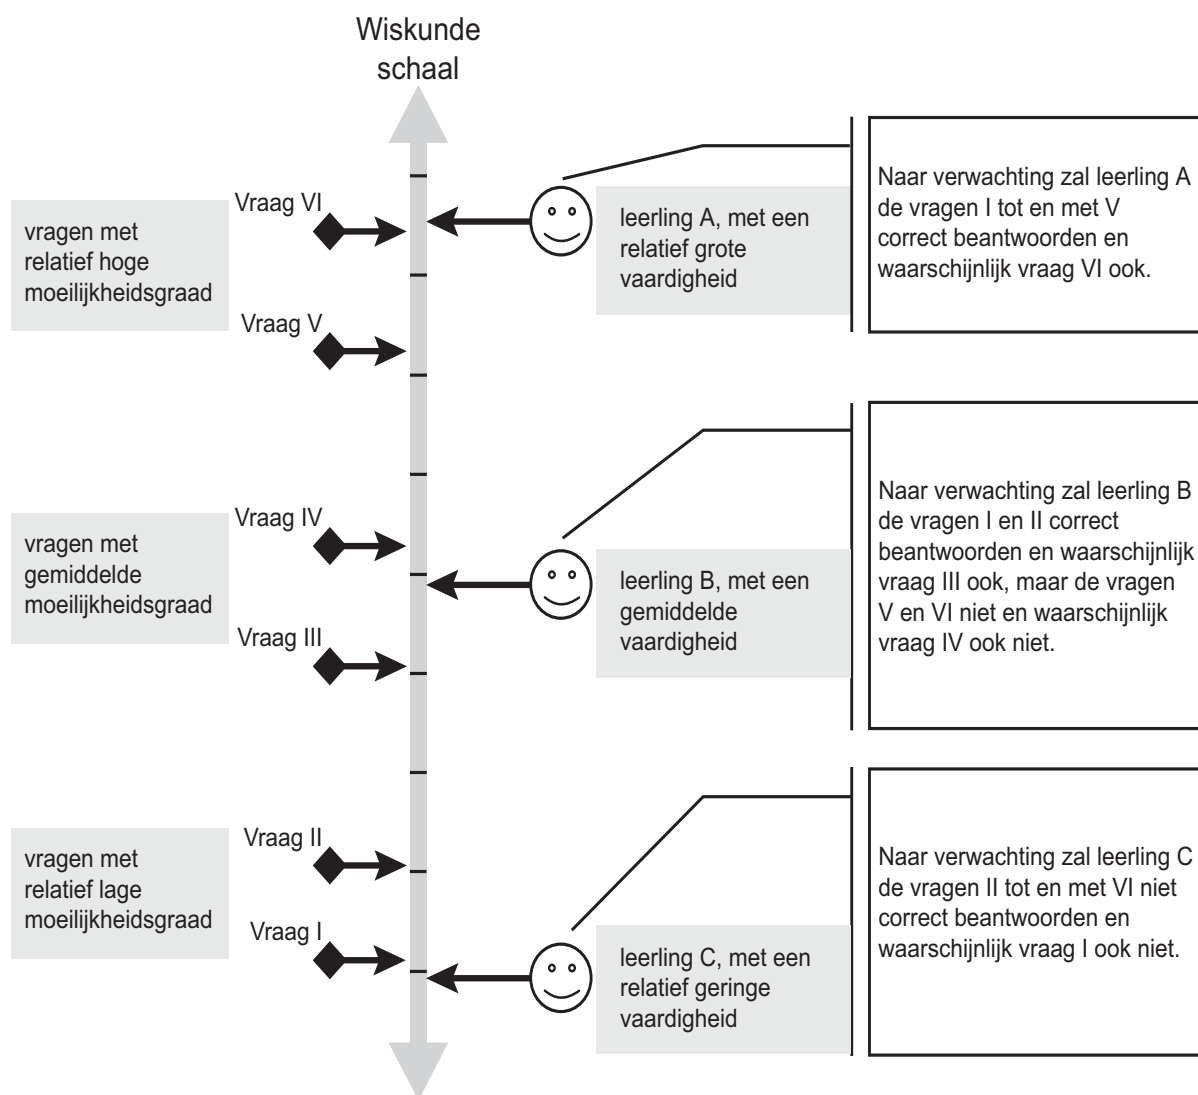 Wiskunde
schaal
vragen met
relatief hoge
moeilijkheidsgraad
Vraag VI
Vraag V
leerling A, met een
relatief grote
vaardigheid
Naar verwachting zal leerling A
de vragen I tot en met V
correct beantwoorden en
waarschijnlijk vraag VI ook.
vragen met
gemiddelde
moeilijkheidsgraad
Vraag IV
Vraag III
leerling B, met een
gemiddelde
vaardigheid
Naar verwachting zal leerling B
de vragen I en II correct
beantwoorden en waarschijnlijk
vraag III ook, maar de vragen
V en VI niet en waarschijnlijk
vraag IV ook niet.
vragen met
relatief lage
moeilijkheidsgraad
Vraag II
Vraag I
leerling C, met een
relatief geringe
vaardigheid
Naar verwachting zal leerling C
de vragen II tot en met VI niet
correct beantwoorden en
waarschijnlijk vraag I ook niet.